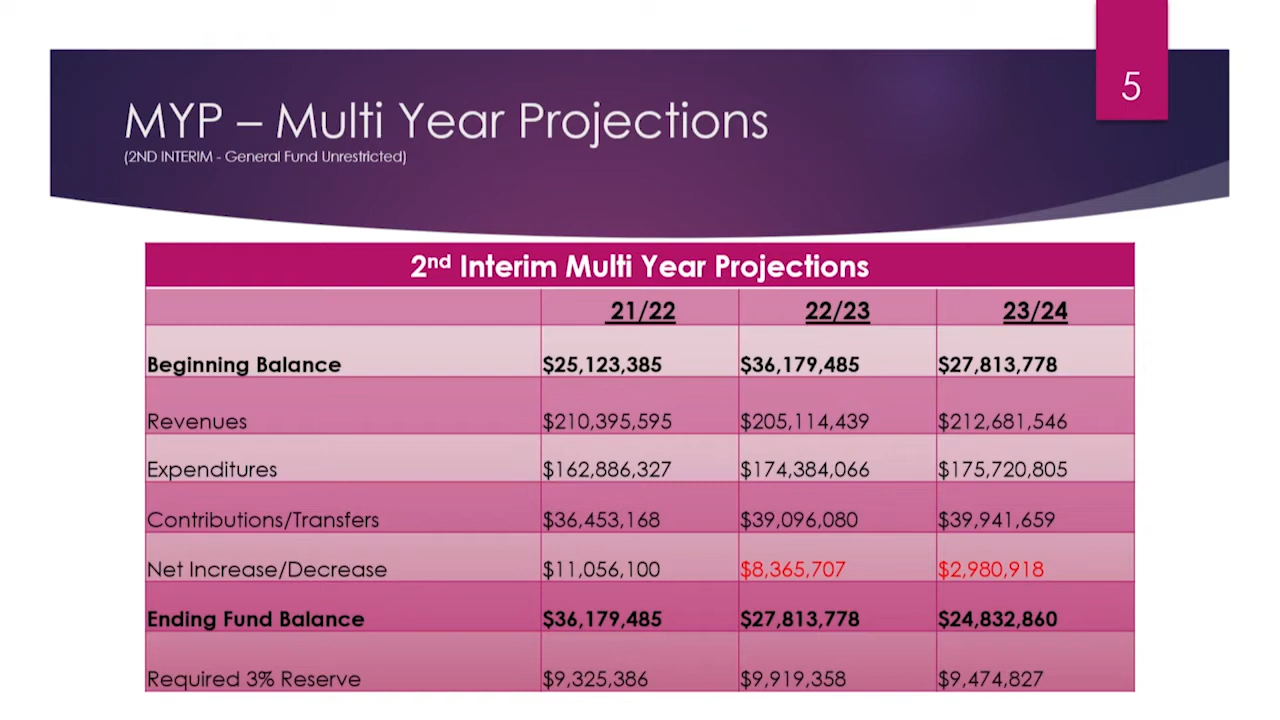 5
MYP – Multi Year Projections
(2ND INTERIM - General Fund Unrestricted)
2nd Interim Multi Year Projections
21/22 22/23 23/24
Beginning Balance $25,123,385 $36,179,485 $27,813,778
Revenues $210,395,595 $205,114,439 $212,681,546
Expenditures $162,886,327 $174,384,066 $175,720,805
Contributions/Transfers $36,453,168 $39,096,080 $39,941,659
Net Increase/Decrease $11,056,100 $8,365,707 $2,980,918
Ending Fund Balance $36,179,485 $27,813,778 $24,832,860
Required 3% Reserve $9,325,386 $9,919,358 $9,474,827